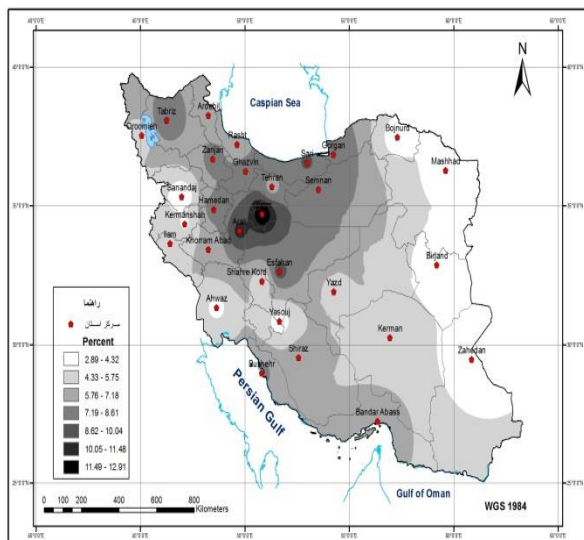 N
Caspian Sea
Tabriz
Ardebil
Oroomieh
Rasht
Zanjan
Ghazvin
Gorgan
Sari
Bojnurd
Mashhad
Tehran
Semnan
Sanandaj
Hamedan
Kermanshah
Arak
Ilam
Khorram Abad
Esfahan
Birjand
Shahre Kord
Yazd
Ahwaz
Yasouj
Kerman
Shiraz
Zahedan
Bushehr
Bandar Abass
Persian Gulf
Gulf of Oman
راهنما
مرکز استان
Percent
2.89 - 4.32
4.33 - 5.75
5.76 - 7.18
7.19 - 8.61
8.62 - 10.04
10.05 - 11.48
11.49 - 12.91
0 100 200 400 600 800
Kilometers
WGS 1984